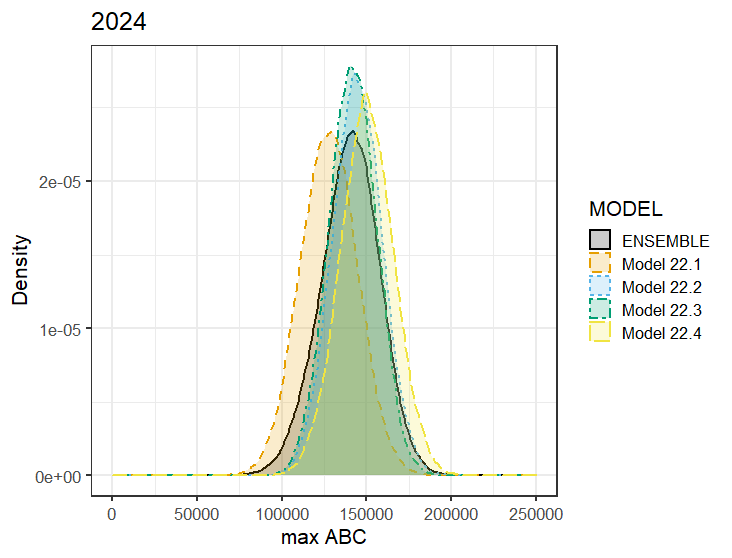 2024
Density
2e-05
1e-05
0e+00
0
50000
100000
150000
200000
250000
max ABC
MODEL
ENSEMBLE
Model 22.1
Model 22.2
Model 22.3
Model 22.4